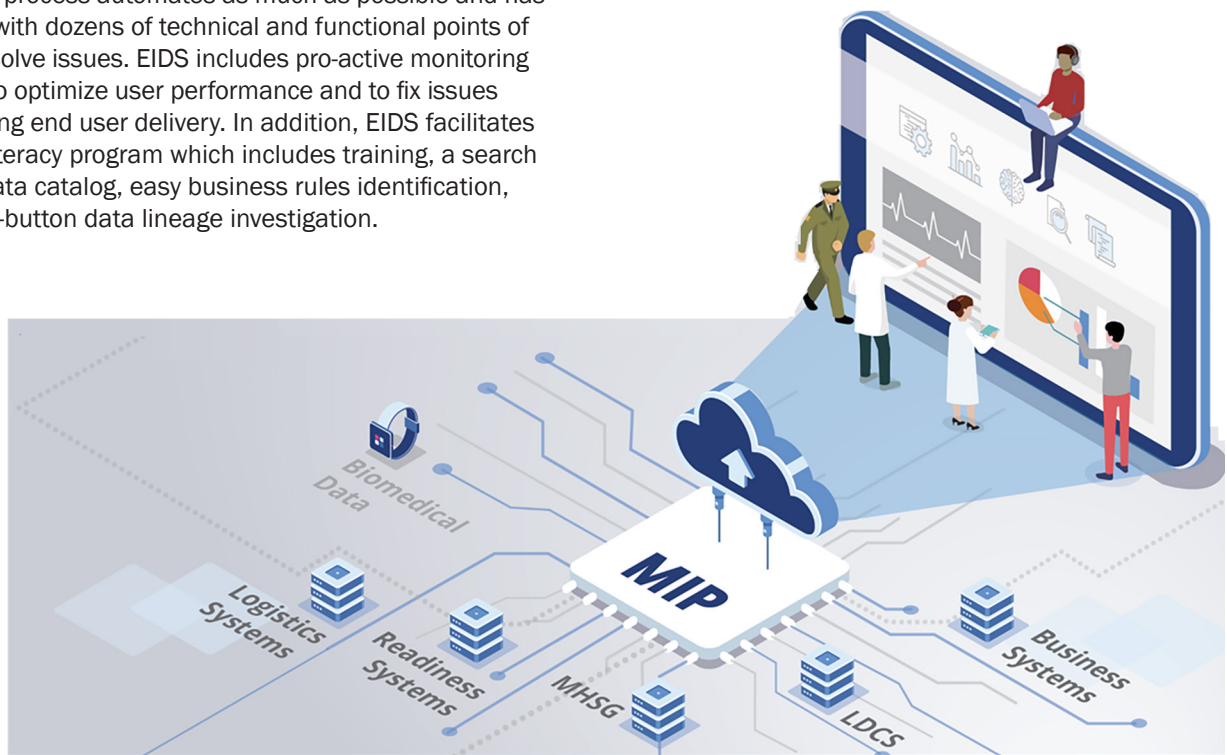 process automates as much as possible and has
with dozens of technical and functional points of
solve issues. EIDS includes pro-active monitoring
o optimize user performance and to fix issues
ng end user delivery. In addition, EIDS facilitates
teracy program which includes training, a search
ata catalog, easy business rules identification,
-button data lineage investigation.
Biomedical
Data
MIP
Logistics
Systems
Readiness
Systems
MHSG
LDCS
Business
Systems